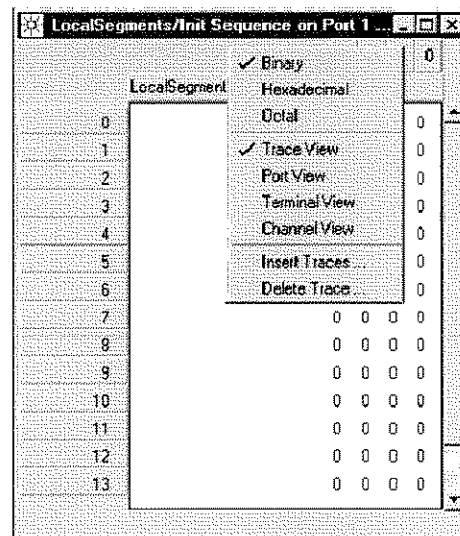 LocalSegments/Init Sequence on Port 1 ...
0
LocalSegment
Binary
Hexadecimal
Octal
Trace View
Port View
Terminal View
Channel View
Insert Traces
Delete Trace
0 0
1 0
2 0
3 0
4 0
5 0
6 0
7 0 0 0 0
8 0 0 0 0
9 0 0 0 0
10 0 0 0 0
11 0 0 0 0
12 0 0 0 0
13 0 0 0 0